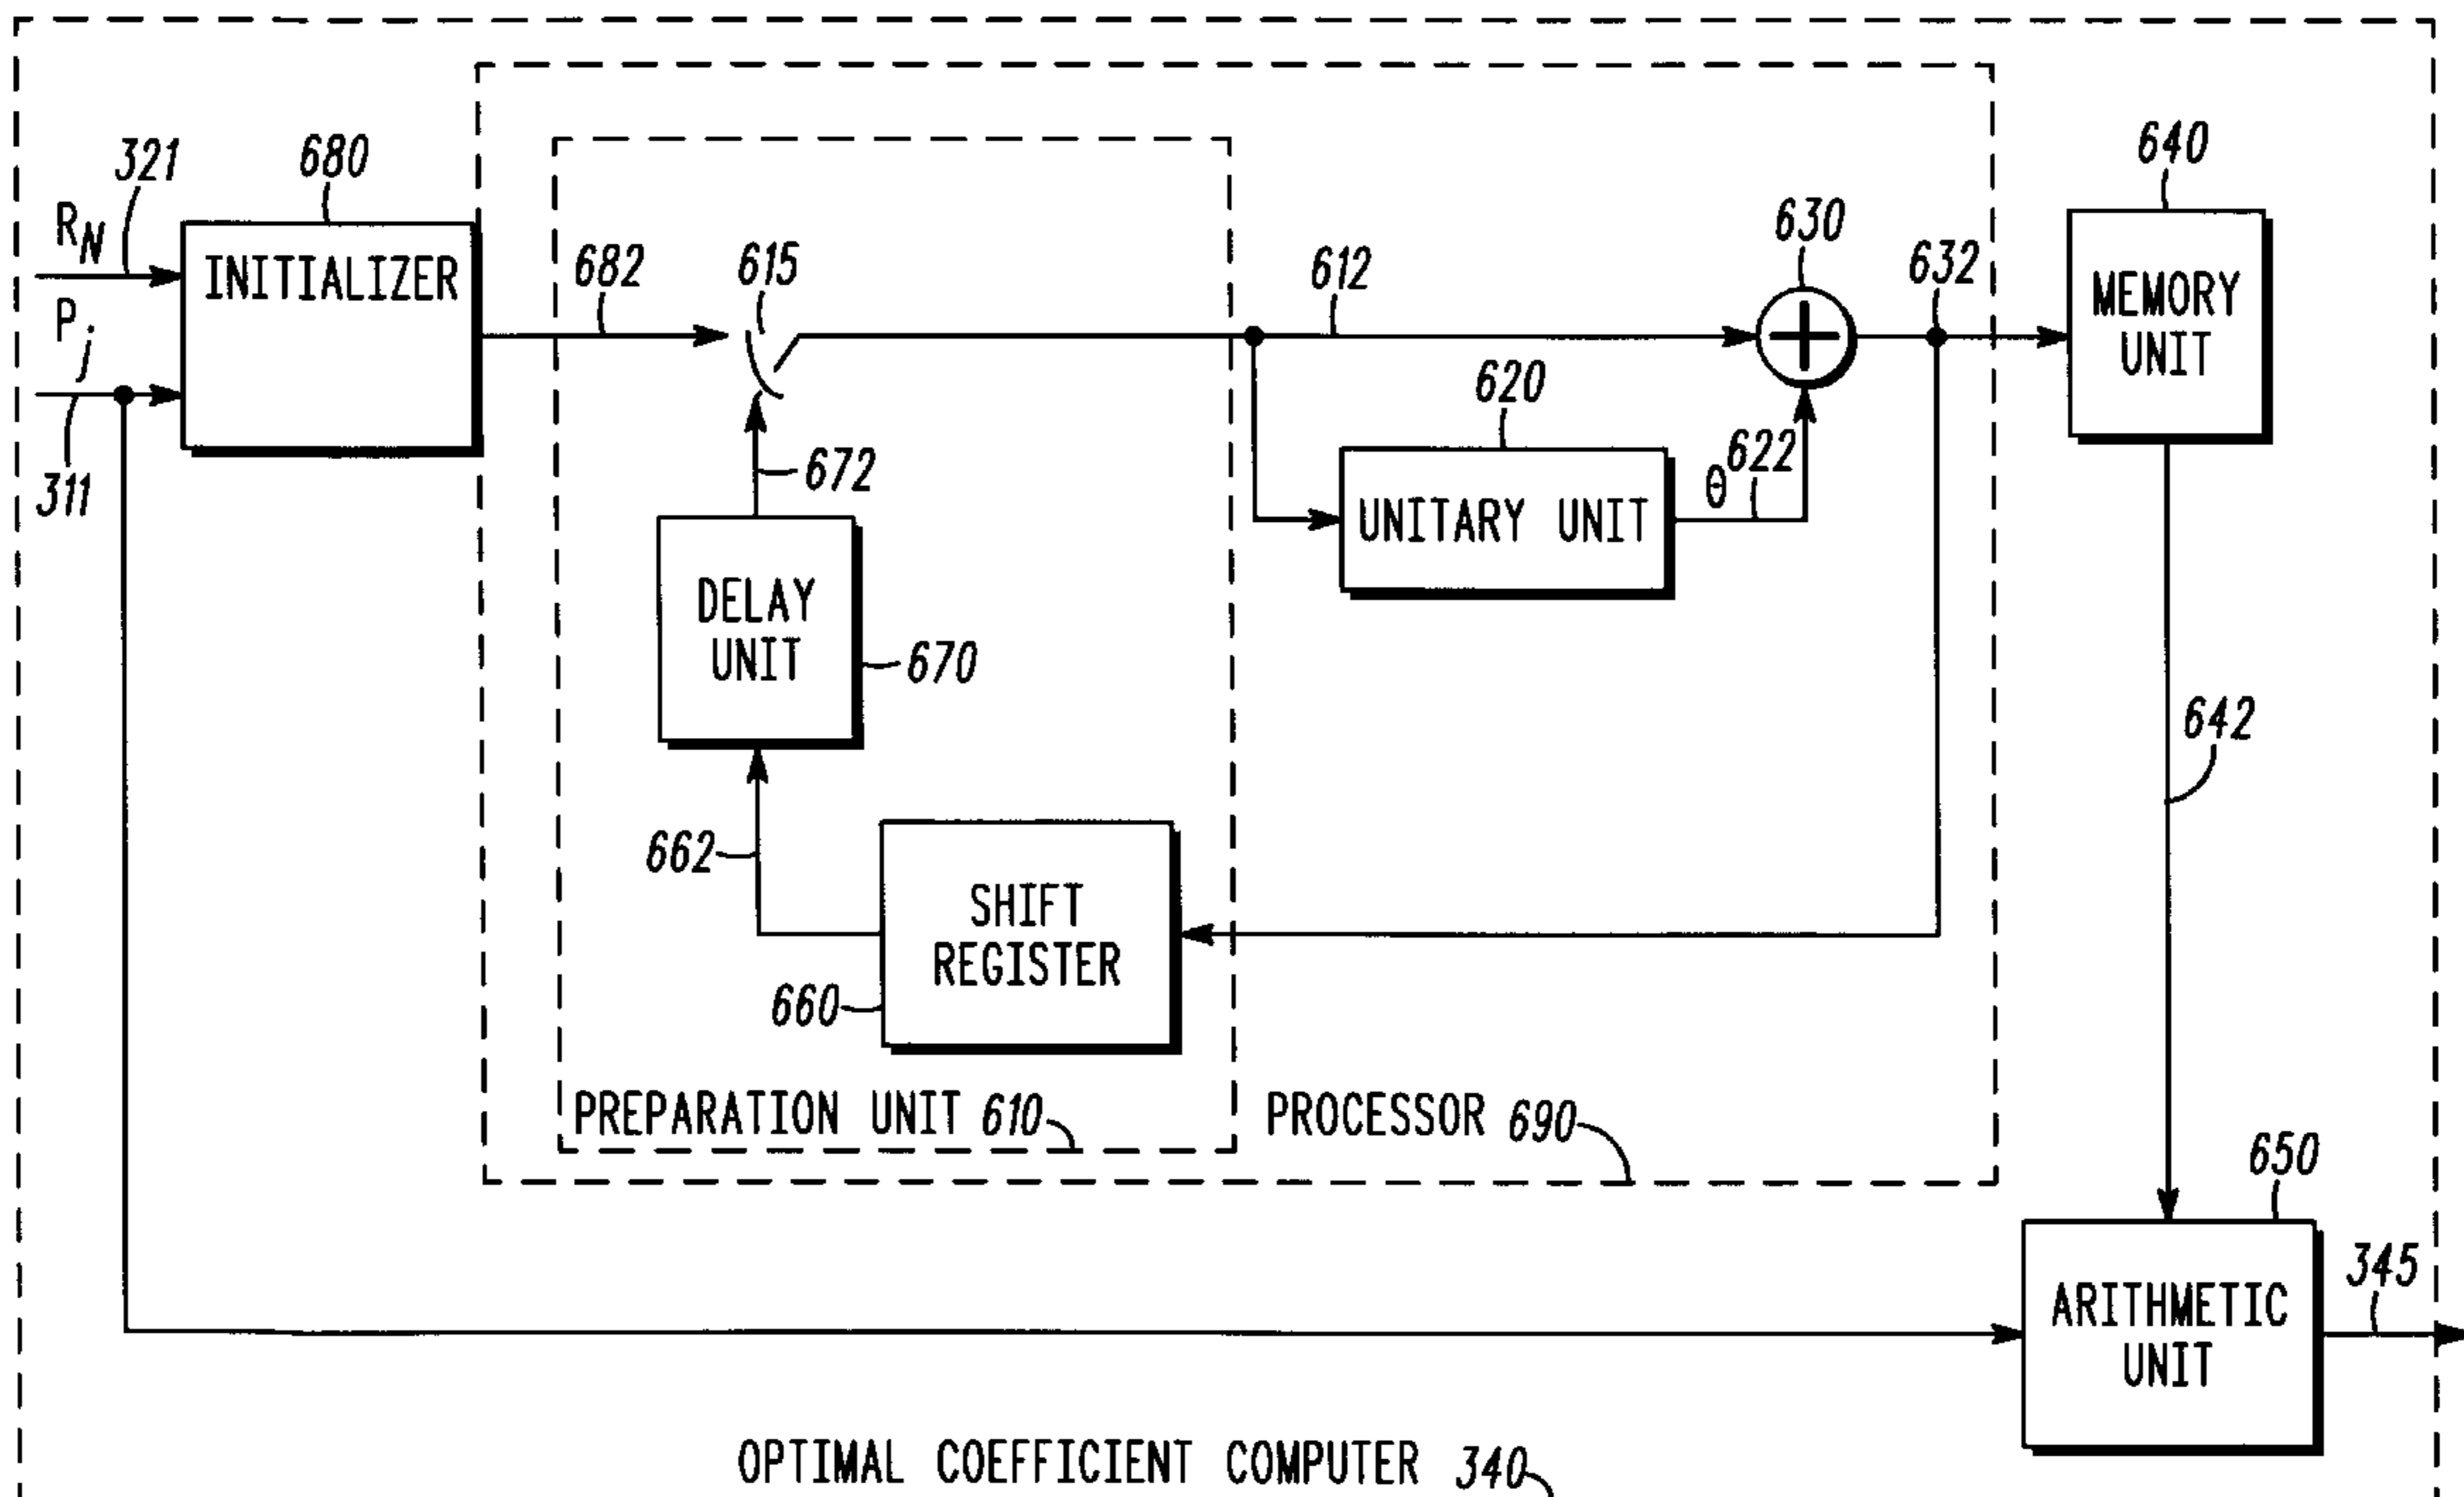 321
680
640
R_N
INITIALIZER
682
615
612
630
632
MEMORY
UNIT
P_j
311
620
672
θ
622
UNITARY UNIT
DELAY
UNIT
670
642
662
SHIFT
REGISTER
660
PREPARATION UNIT 610
PROCESSOR 690
650
345
ARITHMETIC
UNIT
OPTIMAL COEFFICIENT COMPUTER 340